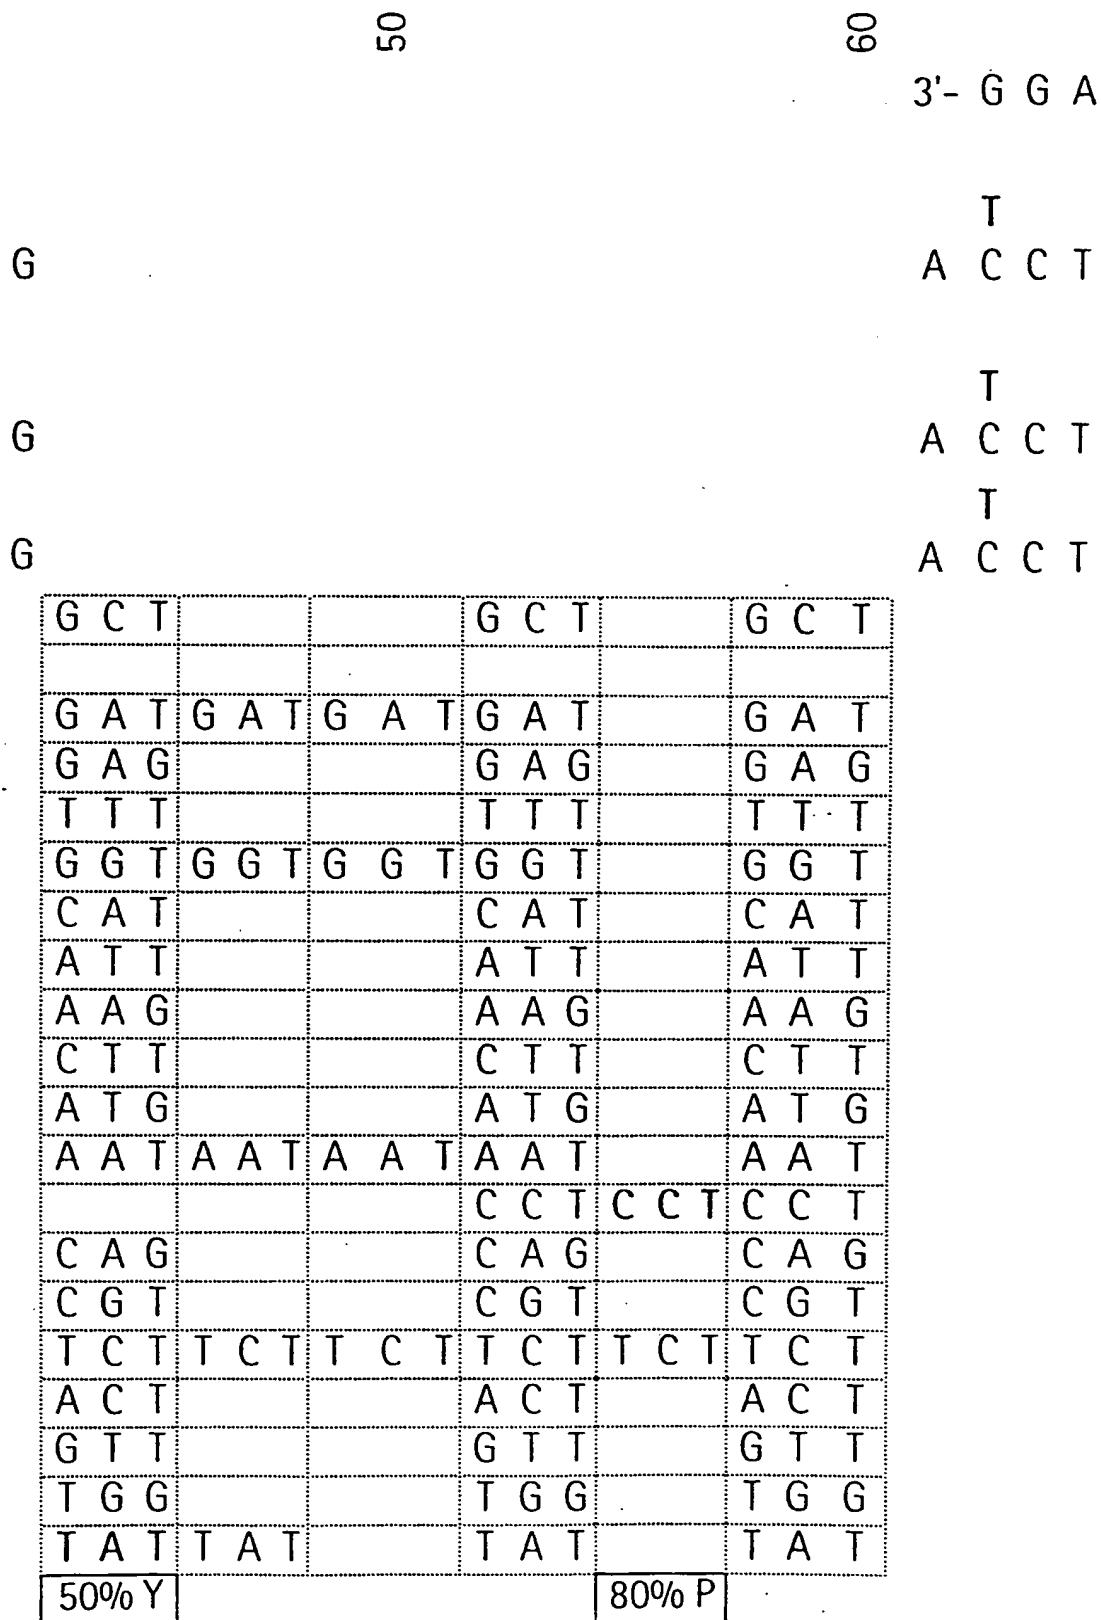 50 60
3'- G G A
T
G A C C T
T
G A C C T
T
G A C C T
G C T G C T G C T
G A T G A T G A T G A T G A T
G A G G A G G A G
T T T T T T T T T
G G T G G T G G T G G T G G T
C A T C A T C A T
A T T A T T A T T
A A G A A G A A G
C T T C T T C T T
A T G A T G A T G
A A T A A T A A T A A T A A T
C C T C C T C C T
C A G C A G C A G
C G T C G T C G T
T C T T C T T C T T C T T C T T C T
A C T A C T A C T
G T T G T T G T T
T G G T G G T G G
T A T T A T T A T T A T
50% Y 80% P